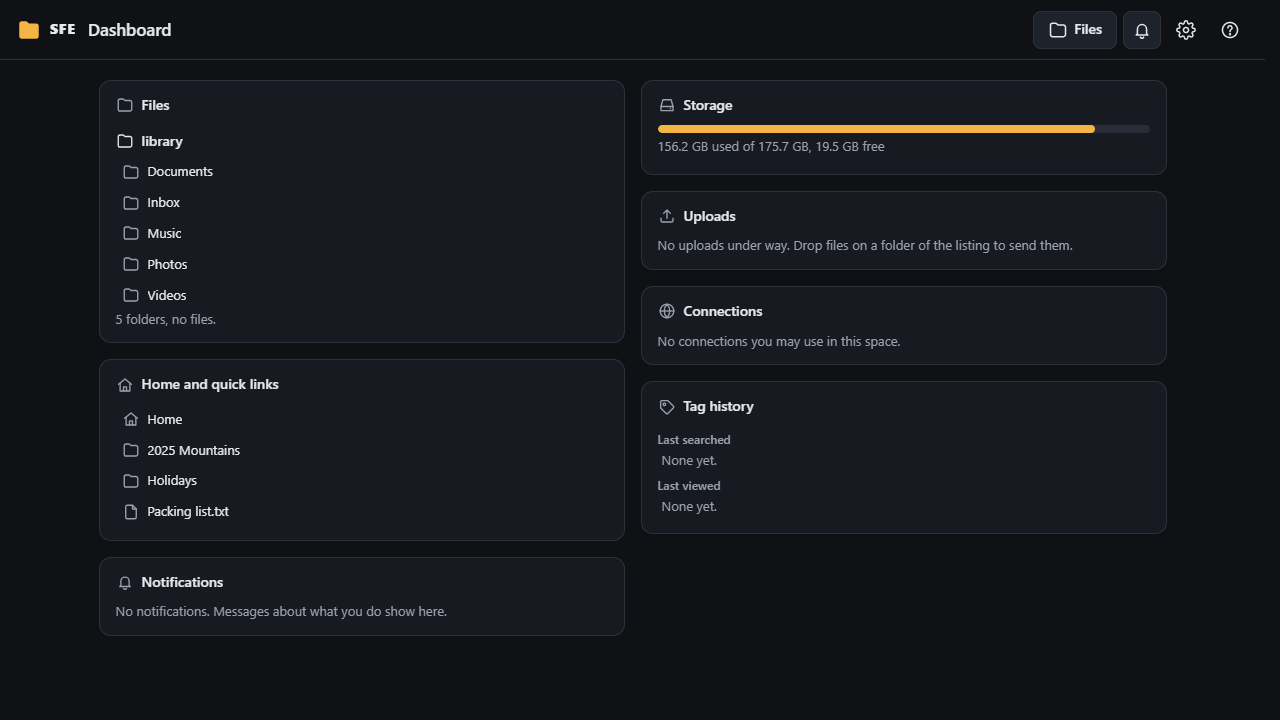 SFE Dashboard
Files
Files
library
Documents
Inbox
Music
Photos
Videos
5 folders, no files.
Home and quick links
Home
2025 Mountains
Holidays
Packing list.txt
Notifications
No notifications. Messages about what you do show here.
Storage
156.2 GB used of 175.7 GB, 19.5 GB free
Uploads
No uploads under way. Drop files on a folder of the listing to send them.
Connections
No connections you may use in this space.
Tag history
Last searched
None yet.
Last viewed
None yet.